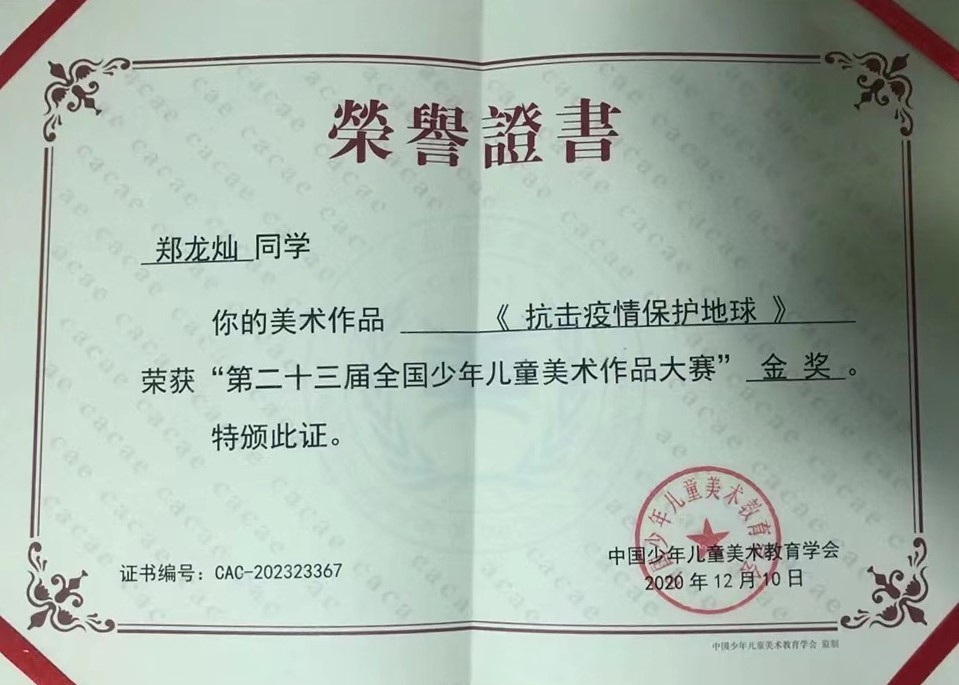 榮譽證書
郑龙灿 同学
你的美术作品 《 抗击疫情保护地球 》
荣获“第二十三届全国少年儿童美术作品大赛” 金 奖 。
特颁此证。
证书编号：CAC-202323367
中国少年儿童美术教育学会
2020 年 12 月 10 日
中国少年儿童美术教育学会 监制